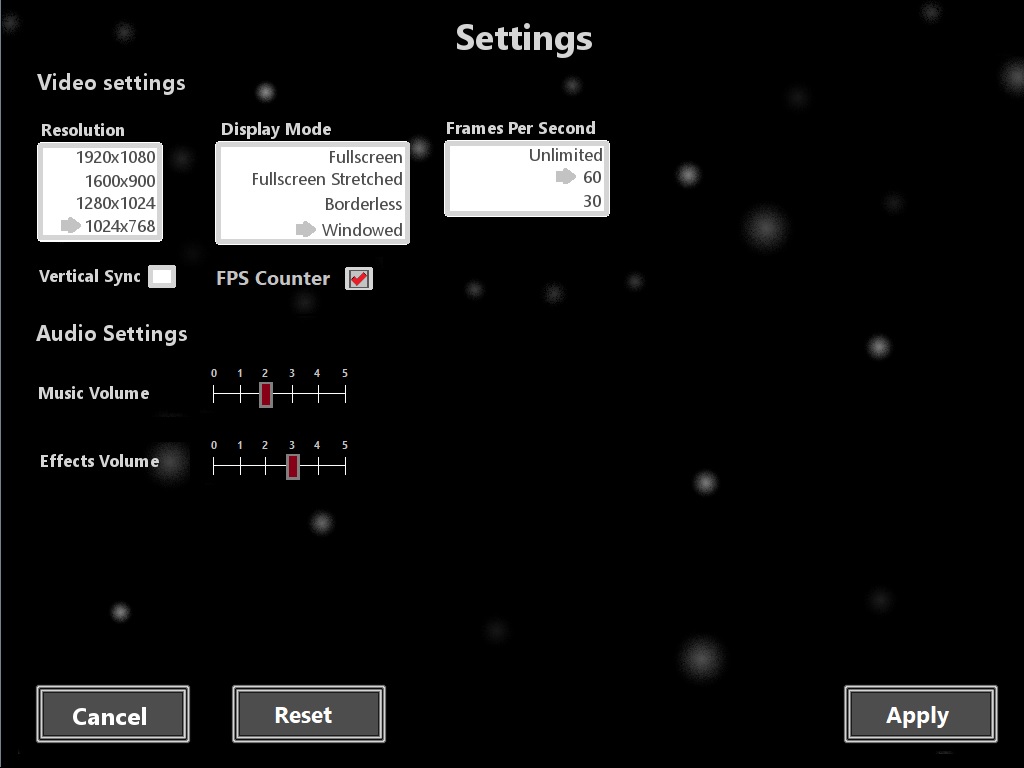 Settings
Video settings
Resolution
1920x1080
1600x900
1280x1024
1024x768
Display Mode
Fullscreen
Fullscreen Stretched
Borderless
Windowed
Frames Per Second
Unlimited
60
30
Vertical Sync
FPS Counter
Audio Settings
0 1 2 3 4 5
Music Volume
0 1 2 3 4 5
Effects Volume
Cancel
Reset
Apply